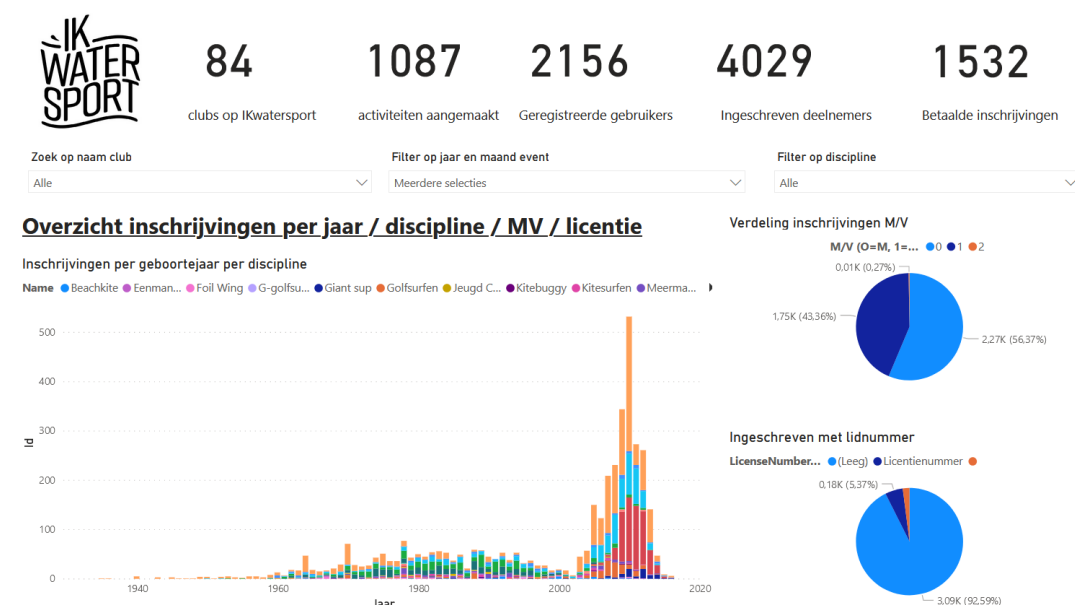 IK
WATER
SPORT
84
1087
2156
4029
1532
clubs op IKwatersport
activiteiten aangemaakt
Geregistreerde gebruikers
Ingeschreven deelnemers
Betaalde inschrijvingen
Zoek op naam club
Filter op jaar en maand event
Filter op discipline
Alle
Meerdere selecties
Alle
Overzicht inschrijvingen per jaar / discipline / MV / licentie
Inschrijvingen per geboortejaar per discipline
Name Beachkite Eenman... Foil Wing G-golfsu... Giant sup Golfsurfen Jeugd C... Kitebuggy Kitesurfen Meerma...
500
400
300
200
100
0
Id
1940 1960 1980 2000 2020
Jaar
Verdeling inschrijvingen M/V
M/V (O=M, 1=... 0 1 2
0,01K (0,27%)
1,75K (43,36%)
2,27K (56,37%)
Ingeschreven met lidnummer
LicenseNumber... (Leeg) Licentienummer
0,18K (5,37%)
3,09K (92,59%)